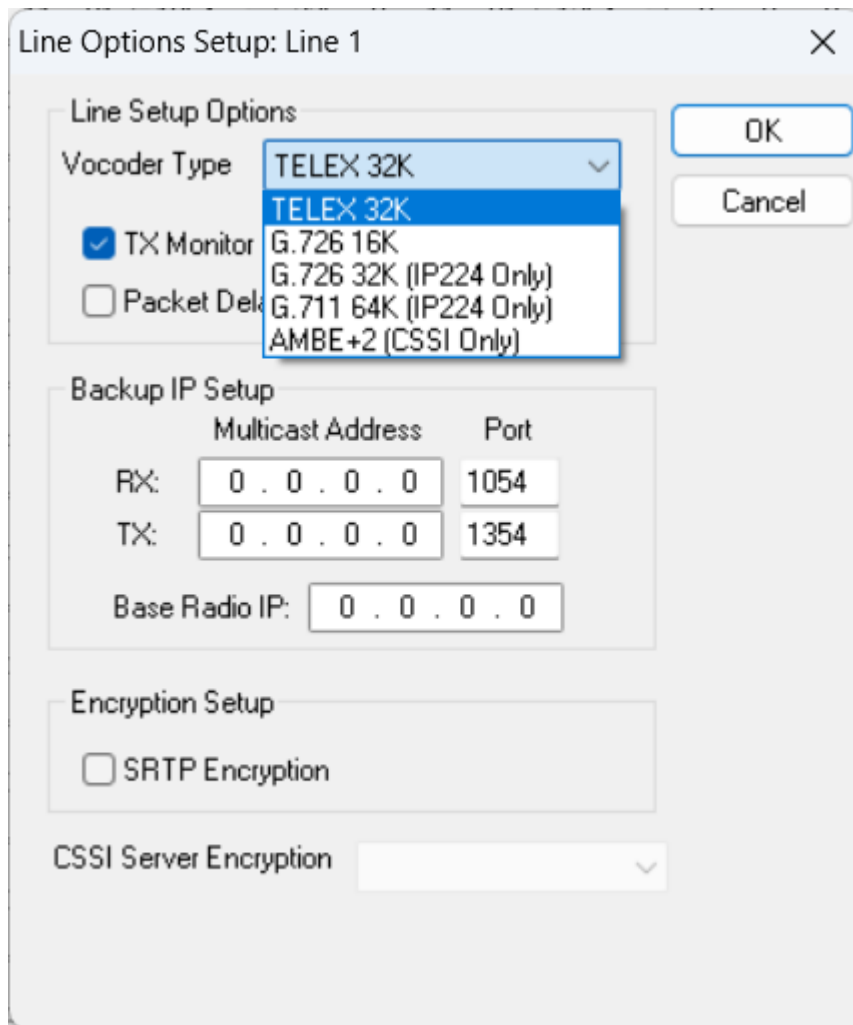 Line Options Setup: Line 1
Line Setup Options
OK
Vocoder Type TELEX 32K
Cancel
TELEX 32K
TX Monitor G.726 16K
G.726 32K (IP224 Only)
Packet G.711 64K (IP224 Only)
AMBE+2 (CSSI Only)
Backup IP Setup
Multicast Address Port
RX: 0 . 0 . 0 . 0 1054
TX: 0 . 0 . 0 . 0 1354
Base Radio IP: 0 . 0 . 0 . 0
Encryption Setup
SRTP Encryption
CSSI Server Encryption